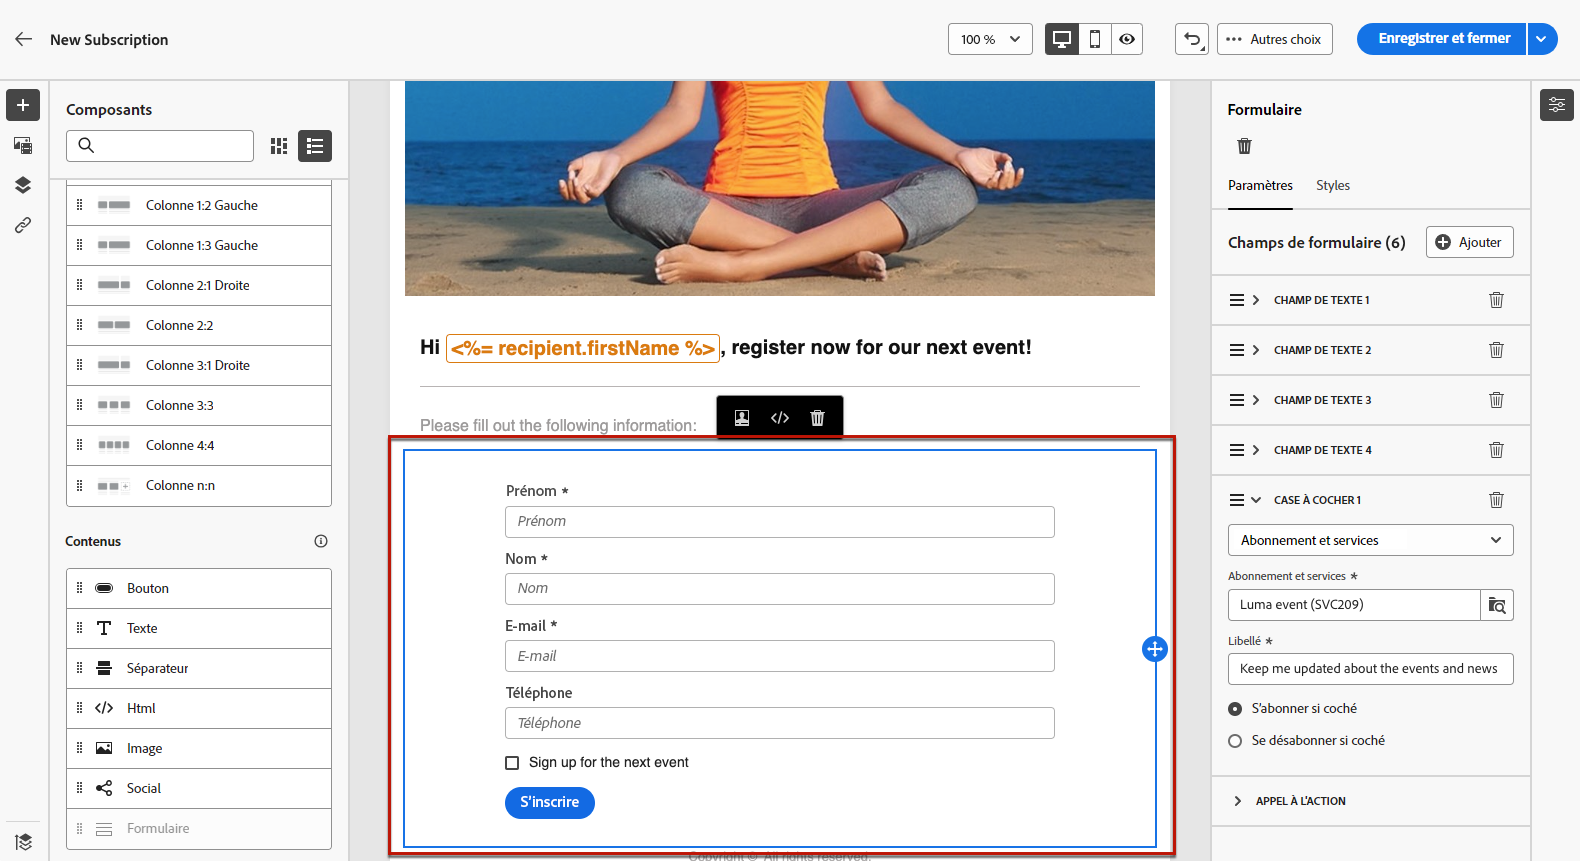 New Subscription
100 %
Autres choix
Enregistrer et fermer
Composants
Colonne 1:2 Gauche
Colonne 1:3 Gauche
Colonne 2:1 Droite
Colonne 2:2
Colonne 3:1 Droite
Colonne 3:3
Colonne 4:4
Colonne n:n
Contenus
Bouton
Texte
Séparateur
Html
Image
Social
Formulaire
Hi <%= recipient.firstName %>, register now for our next event!
Please fill out the following information:
Prénom *
Prénom
Nom *
Nom
E-mail *
E-mail
Téléphone
Téléphone
Sign up for the next event
S'inscrire
Copyright © All rights reserved.
Formulaire
Paramètres Styles
Champs de formulaire (6) Ajouter
CHAMP DE TEXTE 1
CHAMP DE TEXTE 2
CHAMP DE TEXTE 3
CHAMP DE TEXTE 4
CASE À COCHER 1
Abonnement et services
Abonnement et services *
Luma event (SVC209)
Libellé *
Keep me updated about the events and news
S'abonner si coché
Se désabonner si coché
APPEL À L'ACTION